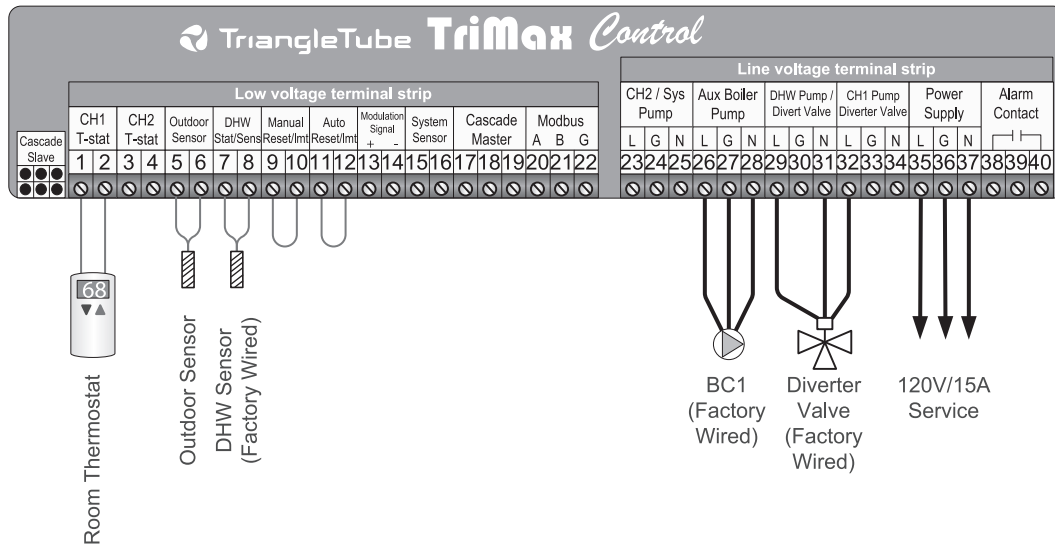 TriangleTube TriMax Control
Low voltage terminal strip
Line voltage terminal strip
Cascade
Slave
CH1
T-stat
CH2
T-stat
Outdoor
Sensor
DHW
Stat/Sens
Manual
Reset/lmt
Auto
Reset/lmt
Modulation
Signal
+ -
System
Sensor
Cascade
Master
Modbus
A B G
CH2 / Sys
Pump
L G N
Aux Boiler
Pump
L G N
DHW Pump /
Divert Valve
L G N
CH1 Pump
Diverter Valve
L G N
Power
Supply
L G N
Alarm
Contact
1 2 3 4 5 6 7 8 9 10 11 12 13 14 15 16 17 18 19 20 21 22
23 24 25 26 27 28 29 30 31 32 33 34 35 36 37 38 39 40
68
Room Thermostat
Outdoor Sensor
DHW Sensor
(Factory Wired)
BC1
(Factory
Wired)
Diverter
Valve
(Factory
Wired)
120V/15A
Service